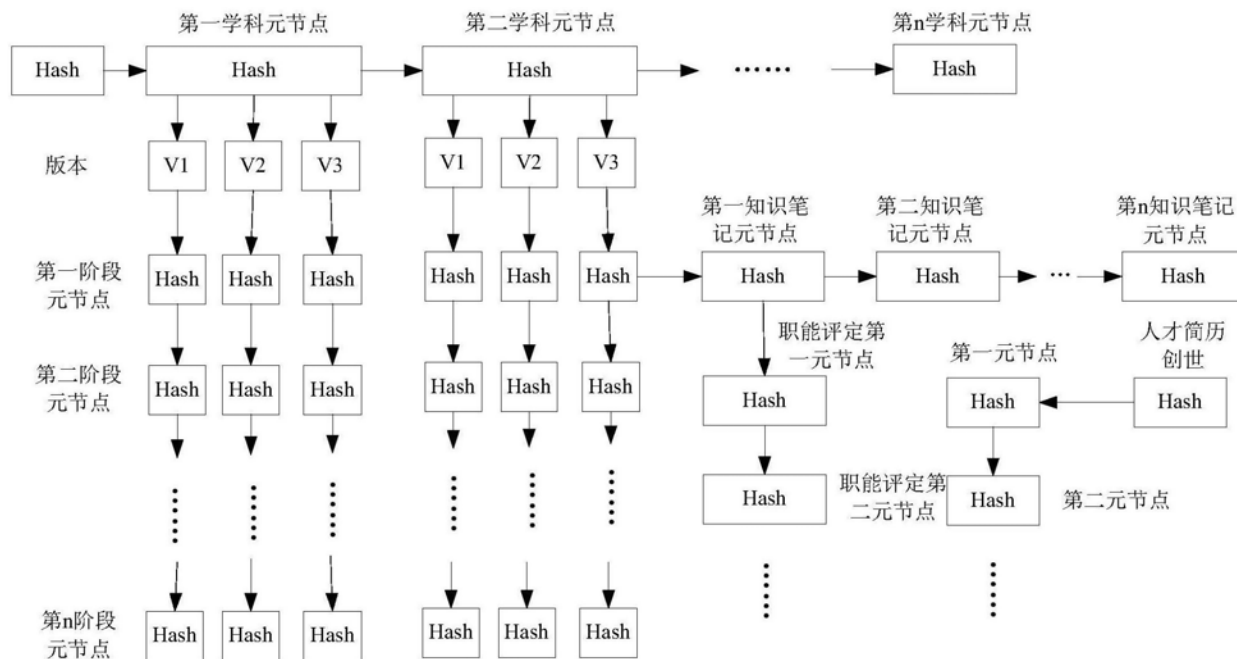 第一学科元节点
第二学科元节点
第n学科元节点
Hash
Hash
Hash
……
Hash
版本
V1
V2
V3
V1
V2
V3
第一知识笔
记元节点
第二知识笔
记元节点
第n知识笔记
元节点
第一阶段
元节点
Hash
Hash
Hash
Hash
Hash
Hash
Hash
Hash
…
Hash
职能评定第
一元节点
第一元节点
人才简历
创世
第二阶段
元节点
Hash
Hash
Hash
Hash
Hash
Hash
Hash
Hash
Hash
Hash
职能评定第
二元节点
Hash
第二元节点
第n阶段
元节点
Hash
Hash
Hash
Hash
Hash
Hash